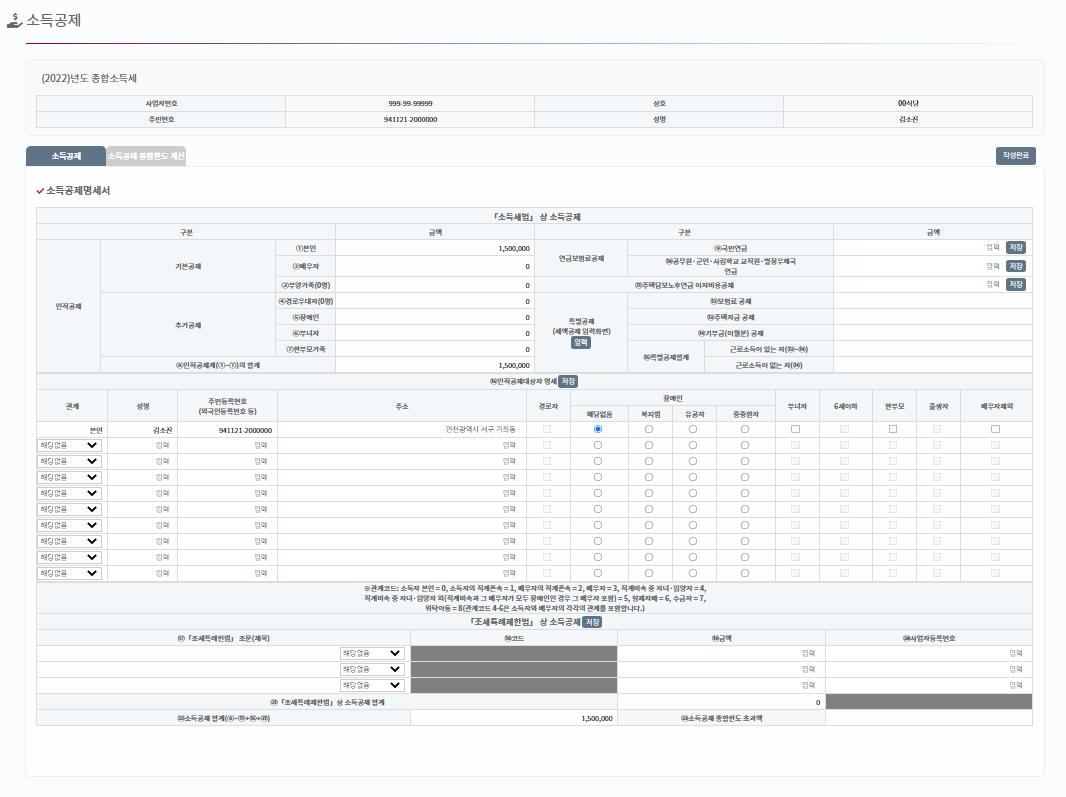 소득공제
(2022)년도 종합소득세
사업자번호 999-99-99999 상호 00식당
주민번호 941121-2000000 성명 김소진
소득공제 소득공제 종합한도 계산 작성완료
소득공제명세서
「소득세법」 상 소득공제
구분 금액 구분 금액
인적공제 기본공제 ①본인 1,500,000 연금보험료공제 ⑨국민연금 입력 저장
②배우자 0 ⑩공무원·군인·사립학교 교직원·별정우체국 연금 입력 저장
③부양가족(0명) 0 ⑪주택담보노후연금 이자비용공제 입력 저장
추가공제 ④경로우대자(0명) 0 특별공제 (세액공제 입력화면) 입력 ⑫보험료 공제
⑤장애인 0 ⑬주택자금 공제
⑥부녀자 0 ⑭기부금(이월분) 공제
⑦한부모가족 0 ⑮특별공제합계 근로소득이 있는 자(⑫~⑭)
⑧인적공제계(①~⑦)의 합계 1,500,000 근로소득이 없는 자(⑭)
⑯인적공제대상자 명세 저장
관계 성명 주민등록번호 (외국인등록번호 등) 주소 경로자 장애인 부녀자 6세이하 한부모 출생자 배우자제외
해당없음 복지법 유공자 중증환자
본인 김소진 941121-2000000 인천광역시 서구 가좌동
해당없음 입력 입력 입력
해당없음 입력 입력 입력
해당없음 입력 입력 입력
해당없음 입력 입력 입력
해당없음 입력 입력 입력
해당없음 입력 입력 입력
해당없음 입력 입력 입력
해당없음 입력 입력 입력
해당없음 입력 입력 입력
※관계코드: 소득자 본인 = 0, 소득자의 직계존속 = 1, 배우자의 직계존속 = 2, 배우자 = 3, 직계비속 중 자녀·입양자 = 4,
직계비속 중 자녀·입양자 외(직계비속과 그 배우자가 모두 장애인인 경우 그 배우자 포함) = 5, 형제자매 = 6, 수급자 = 7,
위탁아동 = 8(관계코드 4-6은 소득자와 배우자의 각각의 관계를 포함합니다.)
「조세특례제한법」 상 소득공제 저장
⑰「조세특례한법」 조문(제목) ⑱코드 ⑲금액 ⑳사업자등록번호
해당없음 입력 입력
해당없음 입력 입력
해당없음 입력 입력
㉑「조세특례제한법」상 소득공제 합계 0
㉒소득공제 합계(⑧~⑪+⑮+㉑) 1,500,000 ㉓소득공제 종합한도 초과액